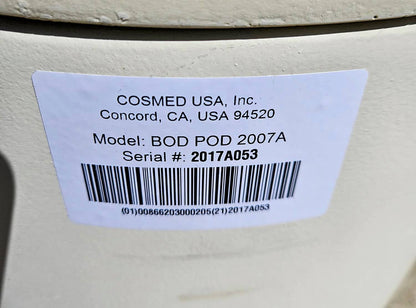 COSMED USA, Inc.
Concord, CA, USA 94520
Model: BOD POD 2007A
Serial #: 2017A053
(01)00866203000205(21)2017A053